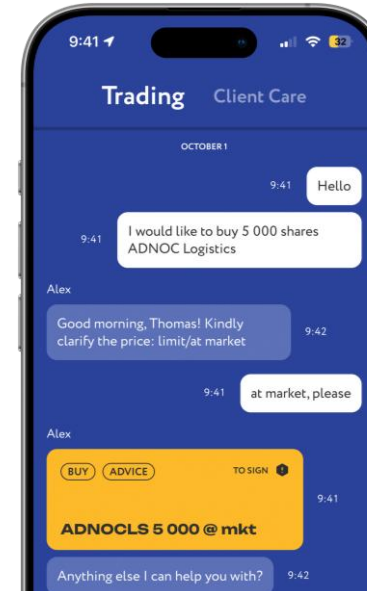 9:41
32
Trading Client Care
OCTOBER 1
9:41 Hello
9:41 I would like to buy 5 000 shares
ADNOC Logistics
Alex
Good morning, Thomas! Kindly
clarify the price: limit/at market
9:42
9:41 at market, please
Alex
BUY ADVICE TO SIGN !
9:41
ADNOCLS 5 000 @ mkt
Anything else I can help you with? 9:42